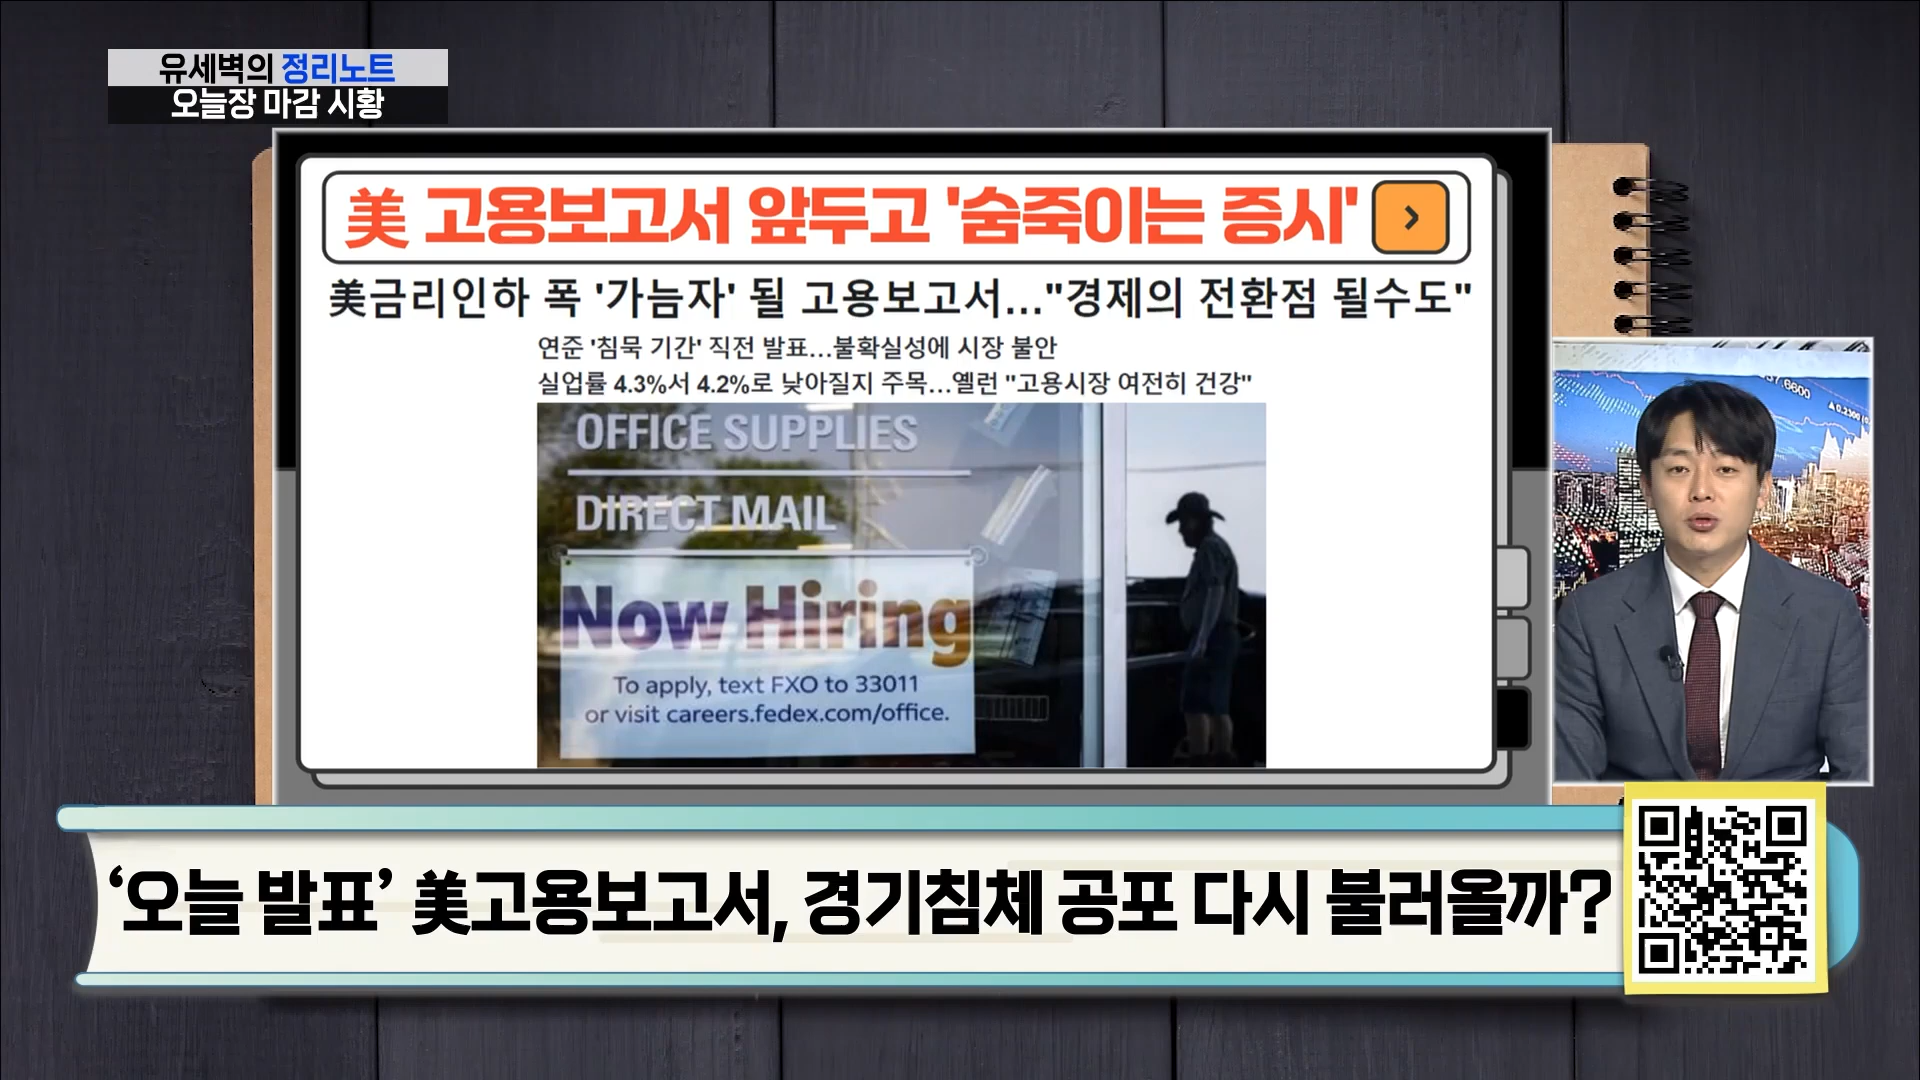 유세벽의 정리노트
오늘장 마감 시황
美 고용보고서 앞두고 '숨죽이는 증시'
美금리인하 폭 '가늠자' 될 고용보고서..."경제의 전환점 될수도"
연준 '침묵 기간' 직전 발표...불확실성에 시장 불안
실업률 4.3%서 4.2%로 낮아질지 주목...옐런 "고용시장 여전히 건강"
OFFICE SUPPLIES
DIRECT MAIL
Now Hiring
To apply, text FXO to 33011
or visit careers.fedex.com/office.
‘오늘 발표’ 美고용보고서, 경기침체 공포 다시 불러올까?